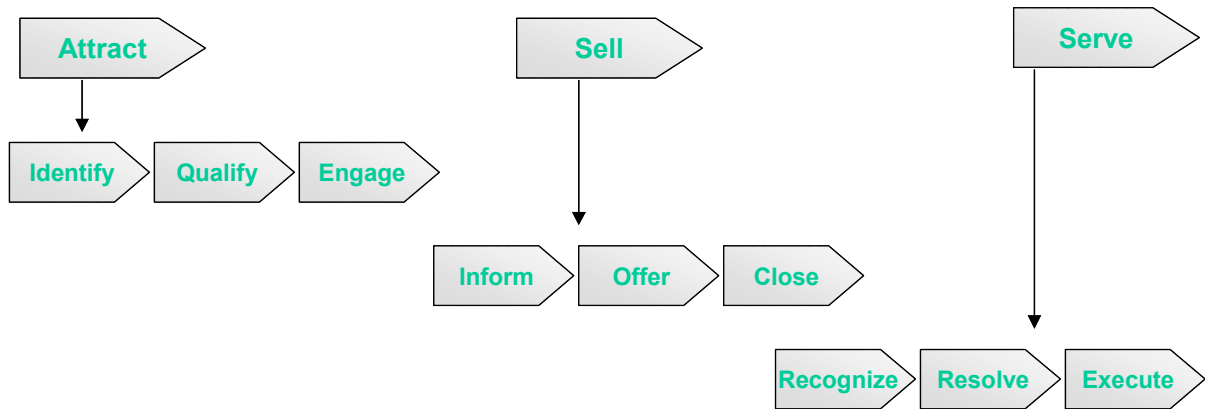 Attract
Sell
Serve
Identify
Qualify
Engage
Inform
Offer
Close
Recognize
Resolve
Execute